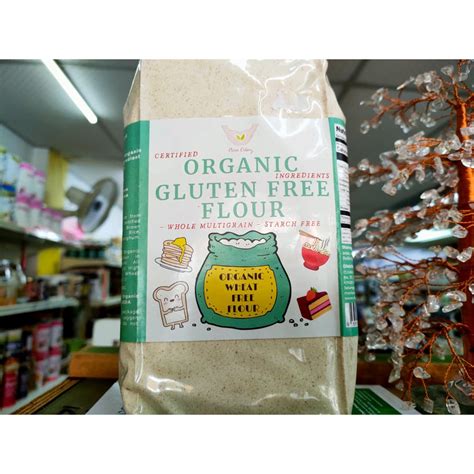 CERTIFIED
ORGANIC
INGREDIENTS
GLUTEN FREE
FLOUR
- WHOLE MULTIGRAIN - STARCH FREE -
ORGANIC
WHEAT
FREE
FLOUR